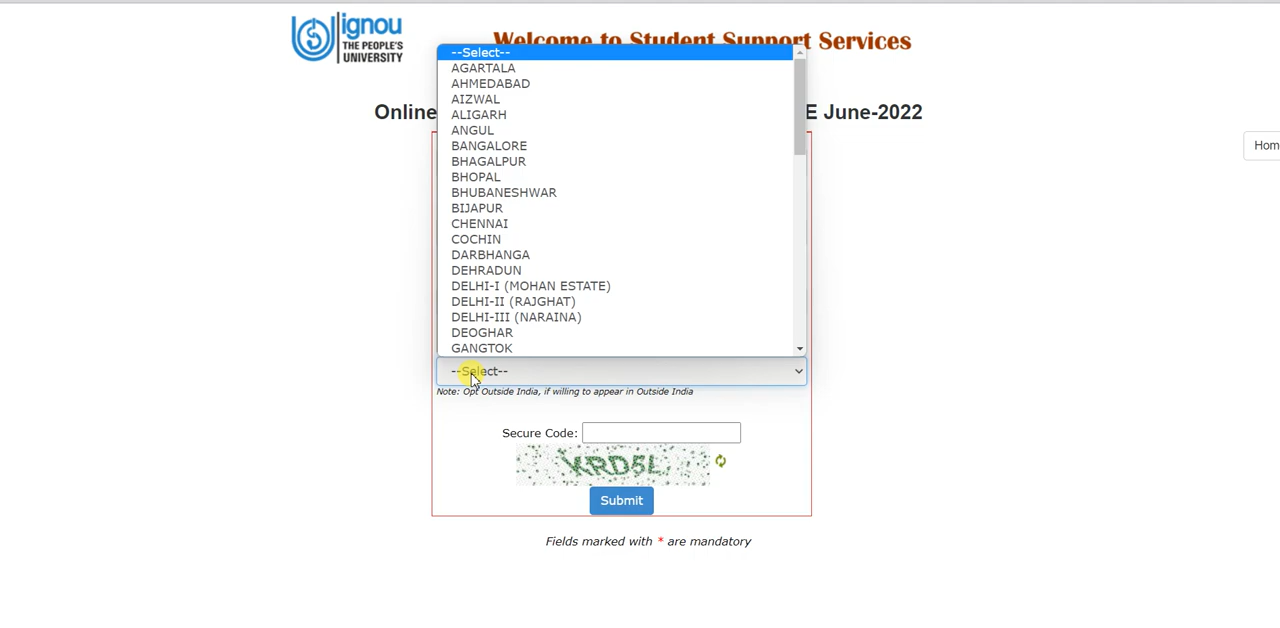 ignou
THE PEOPLE'S
UNIVERSITY
Welcome to Student Support Services
Online
E June-2022
Hom
--Select--
AGARTALA
AHMEDABAD
AIZWAL
ALIGARH
ANGUL
BANGALORE
BHAGALPUR
BHOPAL
BHUBANESHWAR
BIJAPUR
CHENNAI
COCHIN
DARBHANGA
DEHRADUN
DELHI-I (MOHAN ESTATE)
DELHI-II (RAJGHAT)
DELHI-III (NARAINA)
DEOGHAR
GANGTOK
--Select--
Note: Opt Outside India, if willing to appear in Outside India
Secure Code:
KRD5L
Submit
Fields marked with * are mandatory